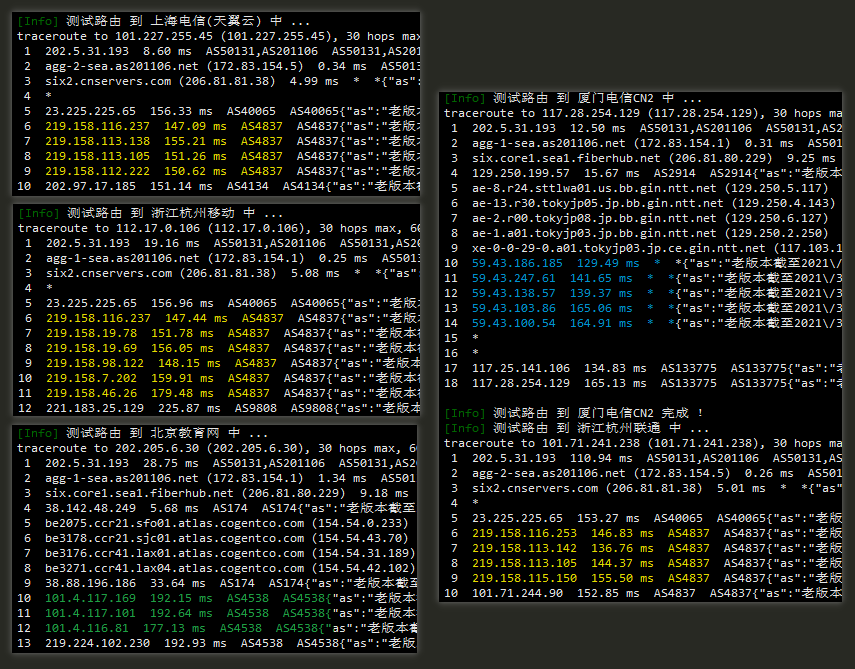 [Info] 测试路由 到 上海电信(天翼云) 中 ...
traceroute to 101.227.255.45 (101.227.255.45), 30 hops max
1 202.5.31.193 8.60 ms AS50131,AS201106 AS50131,AS201
2 agg-2-sea.as201106.net (172.83.154.5) 0.34 ms AS5013
3 six2.cnservers.com (206.81.81.38) 4.99 ms * *{"as":
4 *
5 23.225.225.65 156.33 ms AS40065 AS40065{"as":"老版本
6 219.158.116.237 147.09 ms AS4837 AS4837{"as":"老版本
7 219.158.113.138 155.21 ms AS4837 AS4837{"as":"老版本
8 219.158.113.105 151.26 ms AS4837 AS4837{"as":"老版本
9 219.158.112.222 150.62 ms AS4837 AS4837{"as":"老版本
10 202.97.17.185 151.14 ms AS4134 AS4134{"as":"老版本截
[Info] 测试路由 到 浙江杭州移动 中 ...
traceroute to 112.17.0.106 (112.17.0.106), 30 hops max, 60
1 202.5.31.193 19.16 ms AS50131,AS201106 AS50131,AS20
2 agg-1-sea.as201106.net (172.83.154.1) 0.25 ms AS5013
3 six2.cnservers.com (206.81.81.38) 5.08 ms * *{"as":
4 *
5 23.225.225.65 156.96 ms AS40065 AS40065{"as":"老版
6 219.158.116.237 147.44 ms AS4837 AS4837{"as":"老版
7 219.158.19.78 151.78 ms AS4837 AS4837{"as":"老版本
8 219.158.19.69 156.05 ms AS4837 AS4837{"as":"老版本
9 219.158.98.122 148.15 ms AS4837 AS4837{"as":"老版
10 219.158.7.202 159.91 ms AS4837 AS4837{"as":"老版本
11 219.158.46.26 179.48 ms AS4837 AS4837{"as":"老版本
12 221.183.25.129 225.87 ms AS9808 AS9808{"as":"老版
[Info] 测试路由 到 北京教育网 中 ...
traceroute to 202.205.6.30 (202.205.6.30), 30 hops max, 60
1 202.5.31.193 28.75 ms AS50131,AS201106 AS50131,AS20
2 agg-1-sea.as201106.net (172.83.154.1) 1.34 ms AS501
3 six.core1.sea1.fiberhub.net (206.81.80.229) 9.18 ms
4 38.142.48.249 5.68 ms AS174 AS174{"as":"老版本截至
5 be2075.ccr21.sfo01.atlas.cogentco.com (154.54.0.233)
6 be3178.ccr21.sjc01.atlas.cogentco.com (154.54.43.70)
7 be3176.ccr41.lax01.atlas.cogentco.com (154.54.31.189)
8 be3271.ccr41.lax04.atlas.cogentco.com (154.54.42.102)
9 38.88.196.186 33.64 ms AS174 AS174{"as":"老版本截至
10 101.4.117.169 192.15 ms AS4538 AS4538{"as":"老版本
11 101.4.117.101 192.64 ms AS4538 AS4538{"as":"老版本
12 101.4.116.81 177.13 ms AS4538 AS4538{"as":"老版本截
13 219.224.102.230 192.93 ms AS4538 AS4538{"as":"老版
[Info] 测试路由 到 厦门电信CN2 中 ...
traceroute to 117.28.254.129 (117.28.254.129), 30 hops ma
1 202.5.31.193 12.50 ms AS50131,AS201106 AS50131,AS2
2 agg-1-sea.as201106.net (172.83.154.1) 0.31 ms AS501
3 six.core1.sea1.fiberhub.net (206.81.80.229) 9.25 ms
4 129.250.199.57 15.67 ms AS2914 AS2914{"as":"老版本
5 ae-8.r24.sttlwa01.us.bb.gin.ntt.net (129.250.5.117)
6 ae-13.r30.tokyjp05.jp.bb.gin.ntt.net (129.250.4.143)
7 ae-2.r00.tokyjp08.jp.bb.gin.ntt.net (129.250.6.127)
8 ae-1.a01.tokyjp03.jp.bb.gin.ntt.net (129.250.2.250)
9 xe-0-0-29-0.a01.tokyjp03.jp.ce.gin.ntt.net (117.103.1
10 59.43.186.185 129.49 ms * *{"as":"老版本截至2021\/
11 59.43.247.61 141.65 ms * *{"as":"老版本截至2021\/3
12 59.43.138.57 139.37 ms * *{"as":"老版本截至2021\/3
13 59.43.103.86 165.06 ms * *{"as":"老版本截至2021\/3
14 59.43.100.54 164.91 ms * *{"as":"老版本截至2021\/3
15 *
16 *
17 117.25.141.106 134.83 ms AS133775 AS133775{"as":"老
18 117.28.254.129 165.13 ms AS133775 AS133775{"as":"老
[Info] 测试路由 到 厦门电信CN2 完成 !
[Info] 测试路由 到 浙江杭州联通 中 ...
traceroute to 101.71.241.238 (101.71.241.238), 30 hops ma
1 202.5.31.193 110.94 ms AS50131,AS201106 AS50131,AS
2 agg-2-sea.as201106.net (172.83.154.5) 0.26 ms AS501
3 six2.cnservers.com (206.81.81.38) 5.01 ms * *{"as"
4 *
5 23.225.225.65 153.27 ms AS40065 AS40065{"as":"老版
6 219.158.116.253 146.83 ms AS4837 AS4837{"as":"老版
7 219.158.113.142 136.76 ms AS4837 AS4837{"as":"老版
8 219.158.113.105 144.37 ms AS4837 AS4837{"as":"老版
9 219.158.115.150 155.50 ms AS4837 AS4837{"as":"老版
10 101.71.244.90 152.85 ms AS4837 AS4837{"as":"老版本